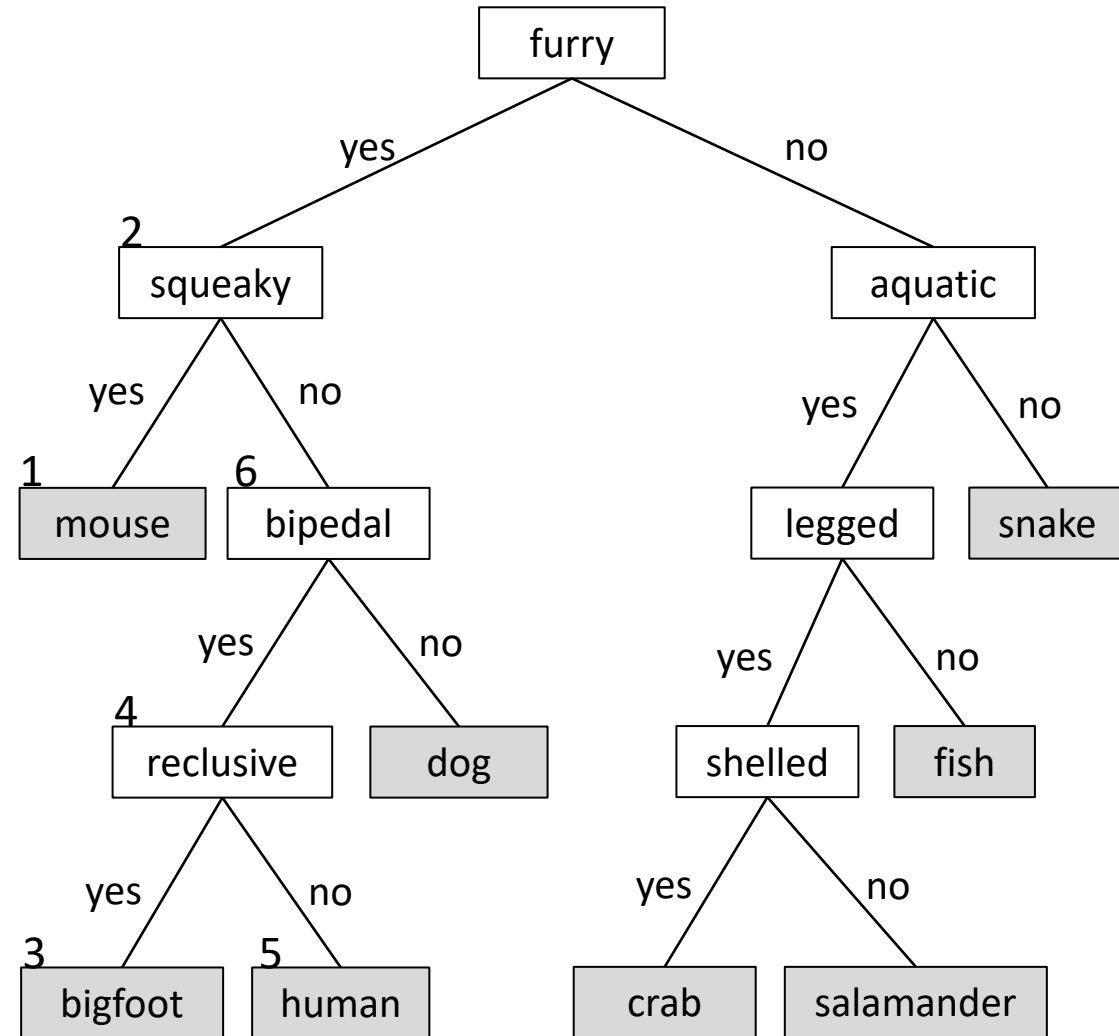 furry
yes no
2
squeaky aquatic
yes no yes no
1 6
mouse bipedal legged snake
yes no yes no
4
reclusive dog shelled fish
yes no yes no
3 5
bigfoot human crab salamander